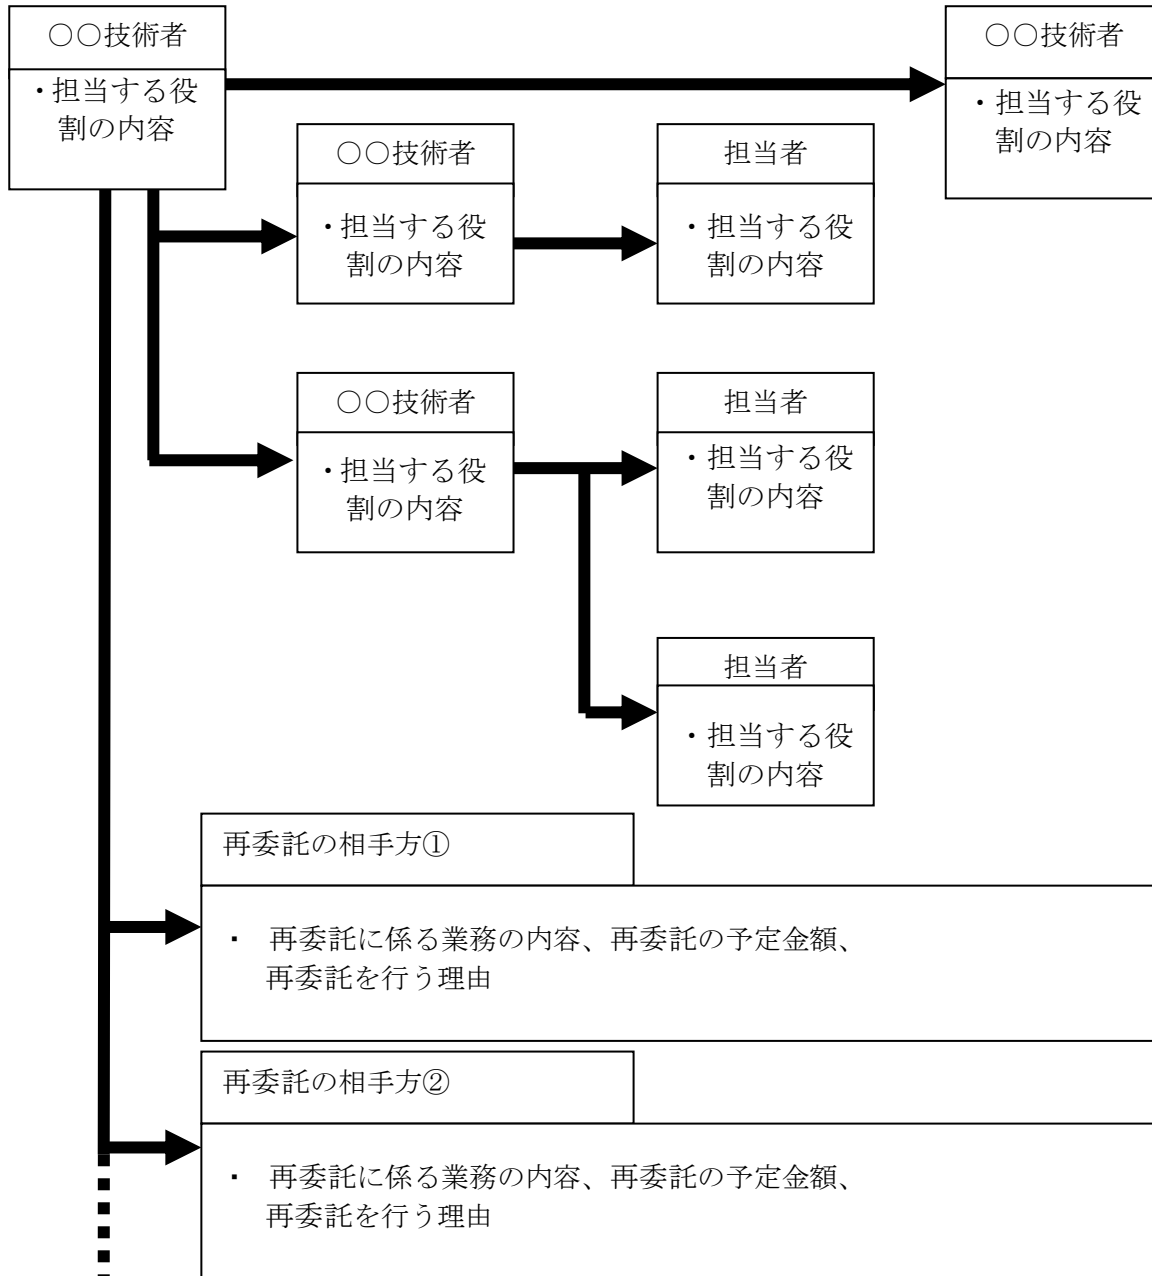 ○○技術者
・担当する役
割の内容
○○技術者
・担当する役
割の内容
○○技術者
・担当する役
割の内容
担当者
・担当する役
割の内容
○○技術者
・担当する役
割の内容
担当者
・担当する役
割の内容
担当者
・担当する役
割の内容
再委託の相手方①
・ 再委託に係る業務の内容、再委託の予定金額、
再委託を行う理由
再委託の相手方②
・ 再委託に係る業務の内容、再委託の予定金額、
再委託を行う理由